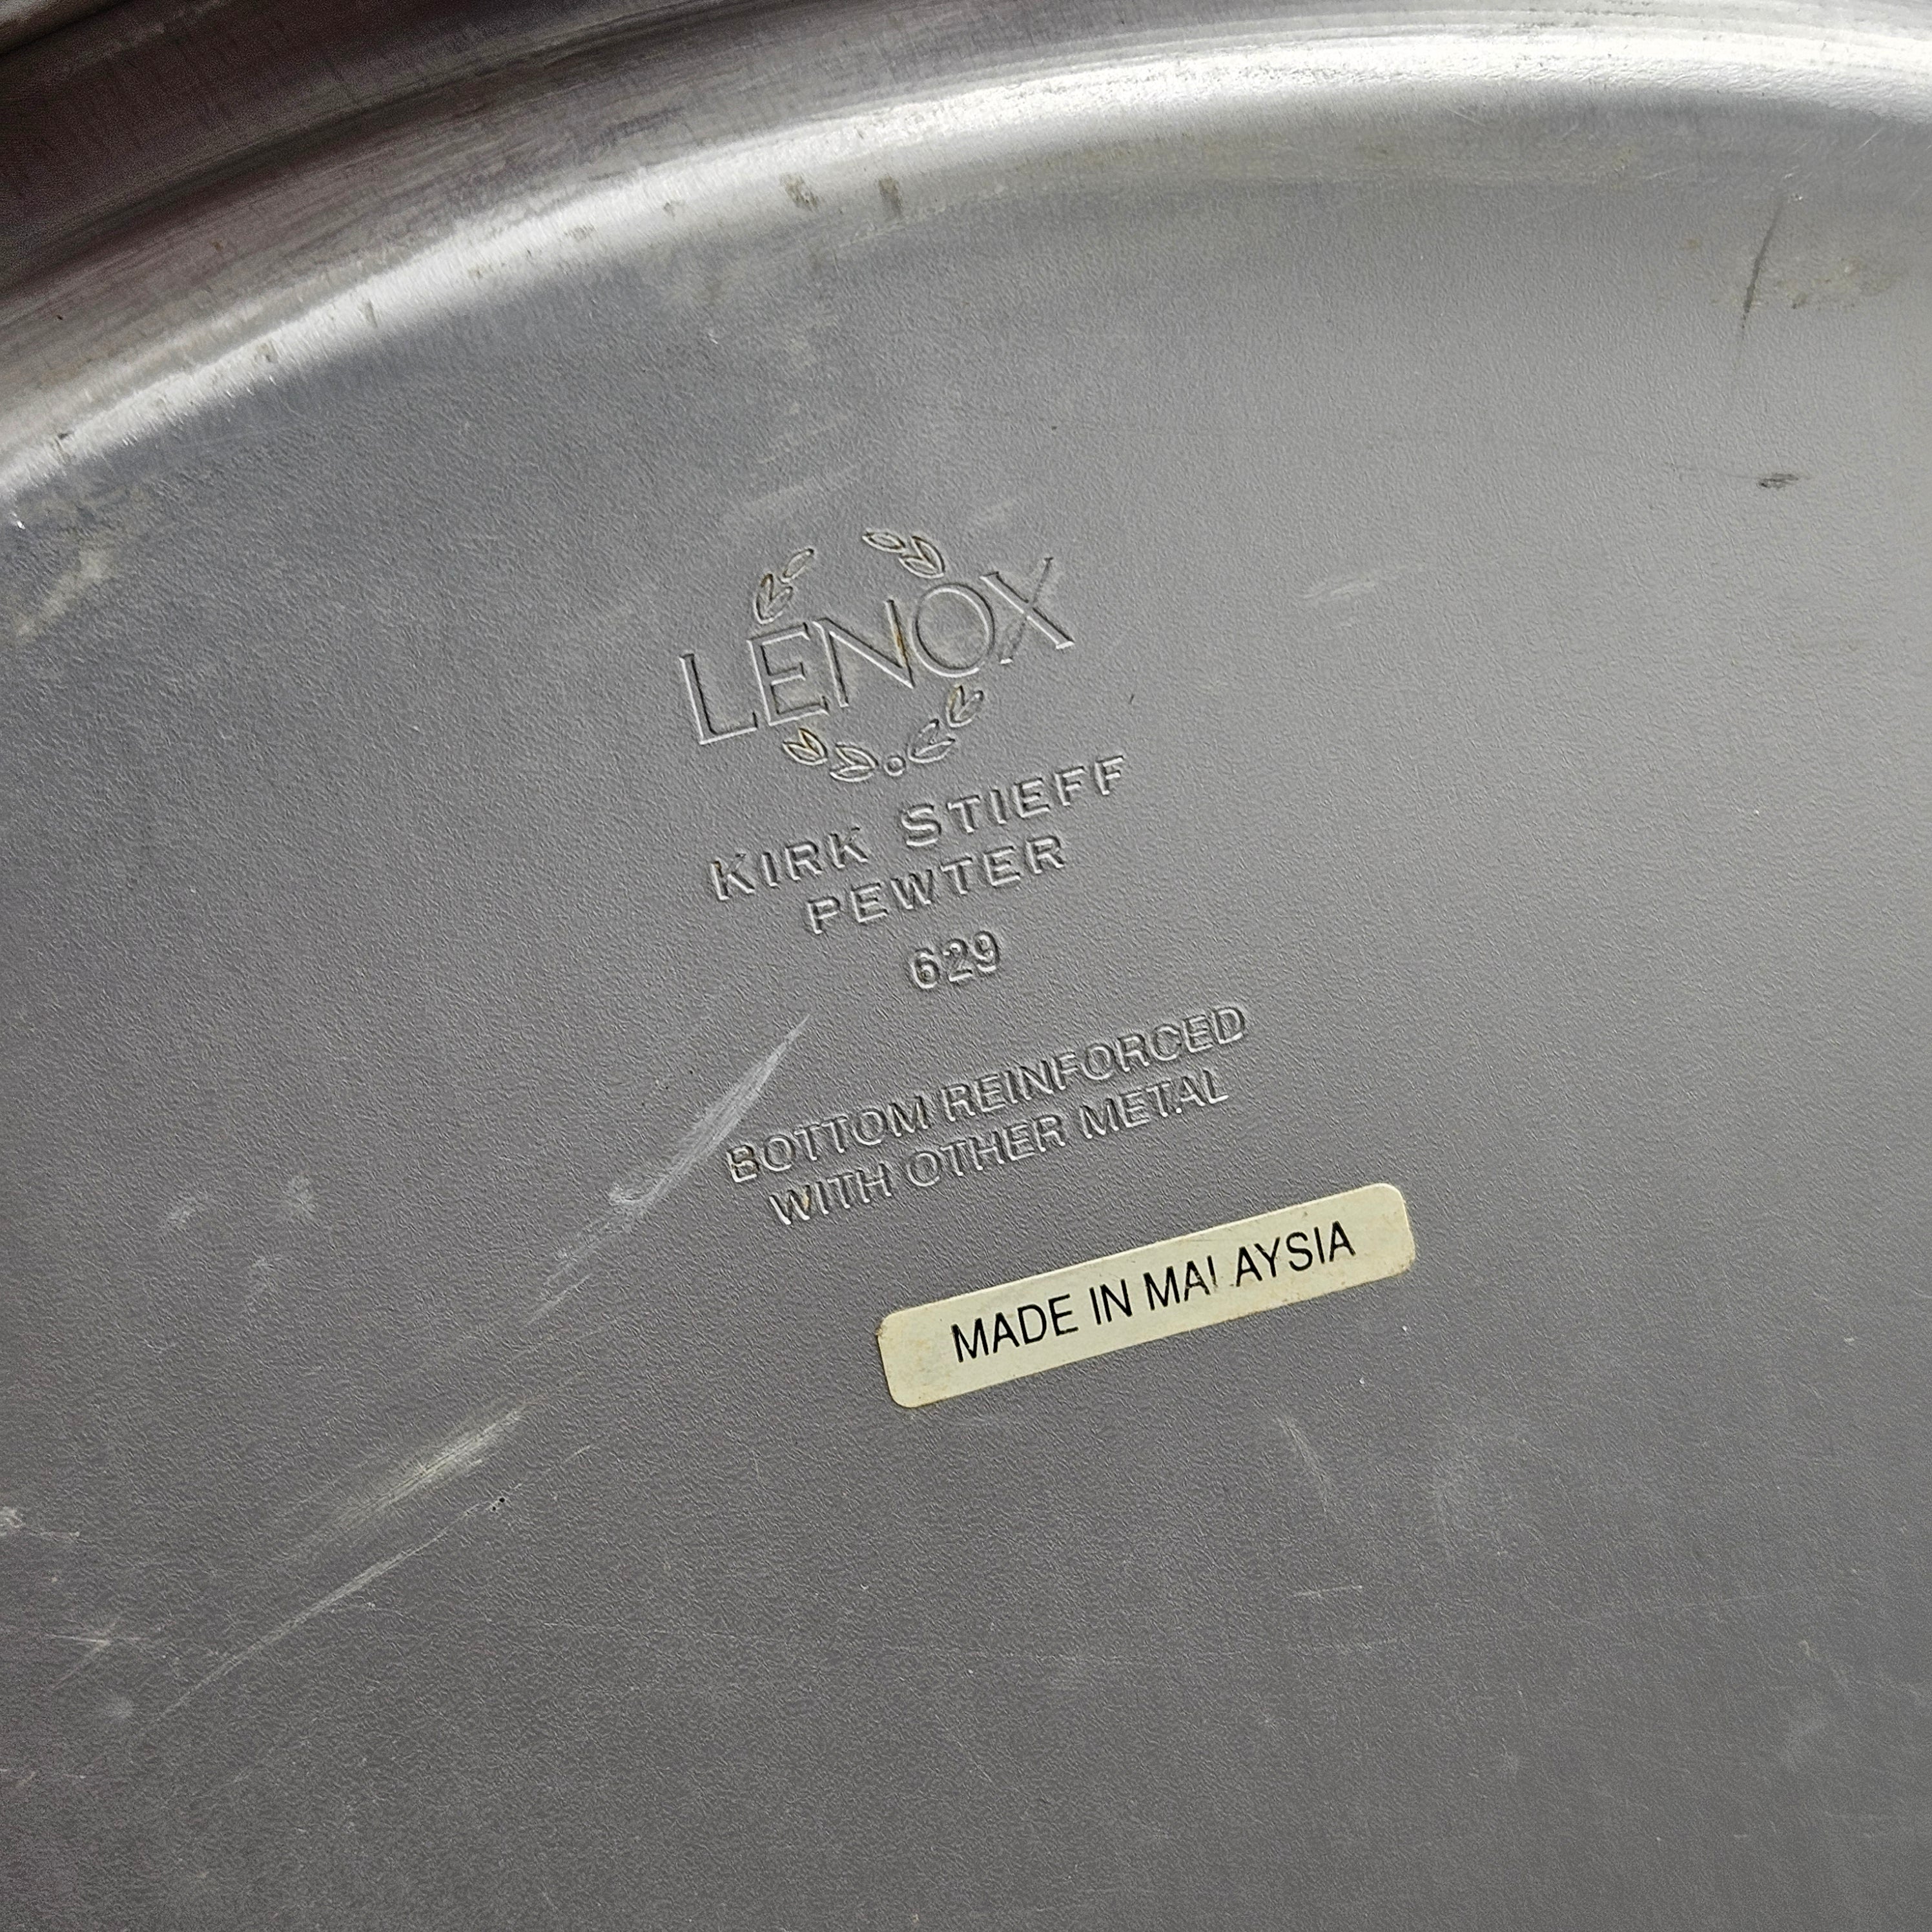 LENOX
KIRK STIEFF
PEWTER
629
BOTTOM REINFORCED
WITH OTHER METAL
MADE IN MALAYSIA